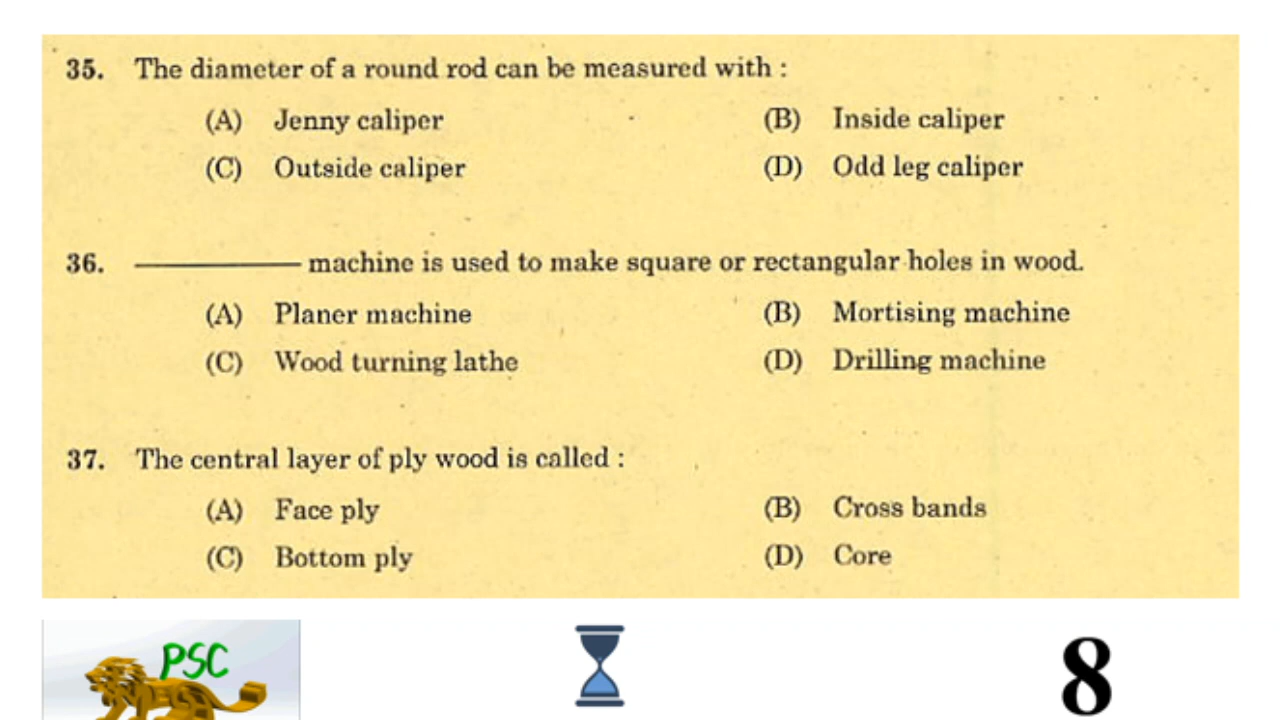 35. The diameter of a round rod can be measured with :
(A) Jenny caliper (B) Inside caliper
(C) Outside caliper (D) Odd leg caliper
36. ———— machine is used to make square or rectangular holes in wood.
(A) Planer machine (B) Mortising machine
(C) Wood turning lathe (D) Drilling machine
37. The central layer of ply wood is called :
(A) Face ply (B) Cross bands
(C) Bottom ply (D) Core
PSC
8